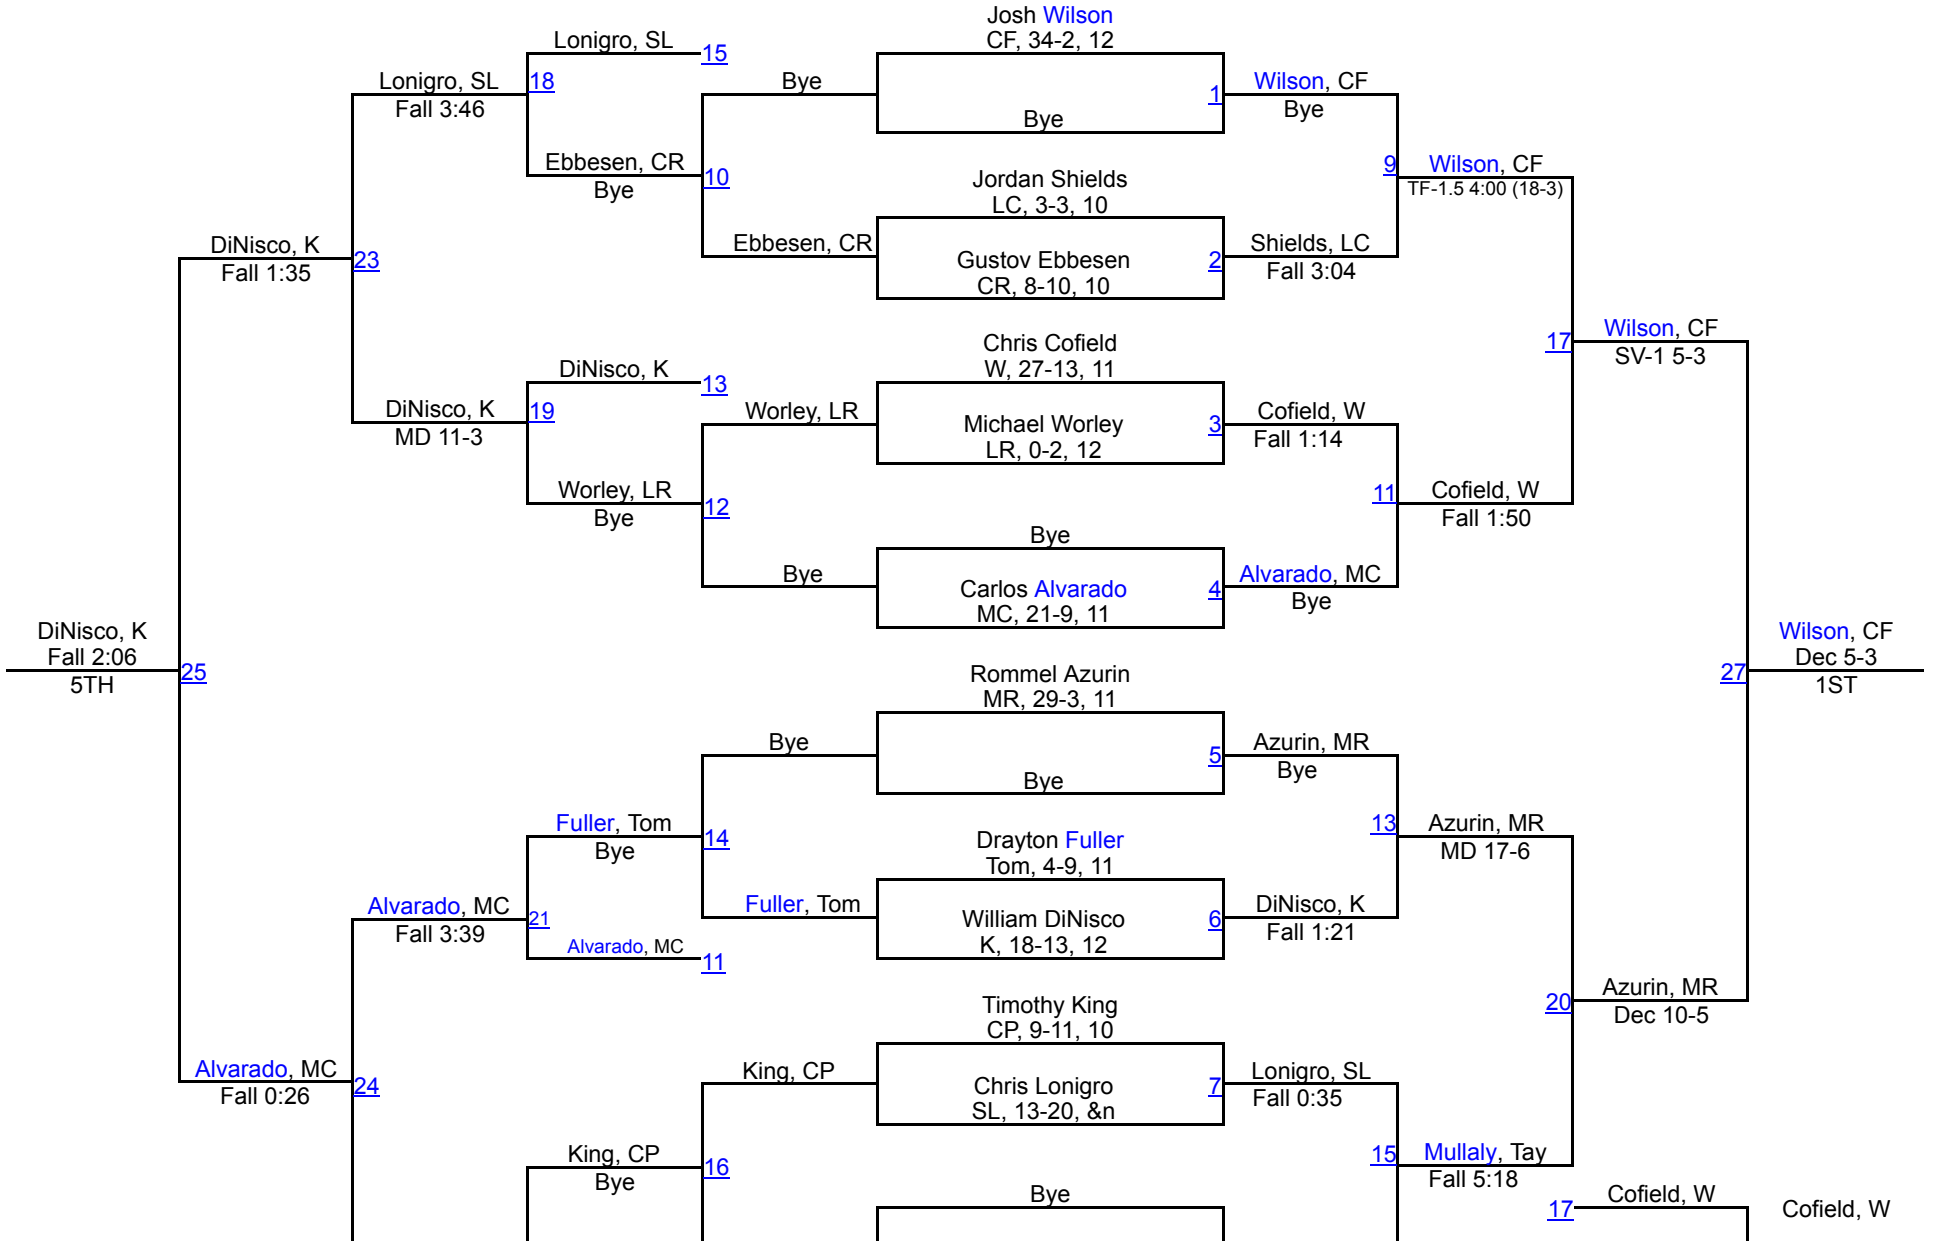 Josh Wilson
CF, 34-2, 12
Lonigro, SL
15
Lonigro, SL
18
Fall 3:46
Bye
1
Wilson, CF
Bye
Bye
Ebbesen, CR
10
Bye
9
Wilson, CF
TF-1.5 4:00 (18-3)
Jordan Shields
LC, 3-3, 10
DiNisco, K
23
Fall 1:35
Ebbesen, CR
Gustov Ebbesen
CR, 8-10, 10
2
Shields, LC
Fall 3:04
17
Wilson, CF
SV-1 5-3
Chris Cofield
W, 27-13, 11
DiNisco, K
13
DiNisco, K
19
MD 11-3
Worley, LR
Michael Worley
LR, 0-2, 12
3
Cofield, W
Fall 1:14
Worley, LR
12
Bye
11
Cofield, W
Fall 1:50
Bye
Bye
Carlos Alvarado
MC, 21-9, 11
4
Alvarado, MC
Bye
DiNisco, K
Fall 2:06
5TH
25
Wilson, CF
Dec 5-3
1ST
27
Rommel Azurin
MR, 29-3, 11
Bye
Bye
5
Azurin, MR
Bye
Fuller, Tom
14
Bye
13
Azurin, MR
MD 17-6
Drayton Fuller
Tom, 4-9, 11
Alvarado, MC
21
Fall 3:39
Fuller, Tom
William DiNisco
K, 18-13, 12
6
DiNisco, K
Fall 1:21
Alvarado, MC
11
20
Azurin, MR
Dec 10-5
Timothy King
CP, 9-11, 10
Alvarado, MC
24
Fall 0:26
King, CP
Chris Lonigro
SL, 13-20, &n
7
Lonigro, SL
Fall 0:35
King, CP
16
Bye
15
Mullaly, Tay
Fall 5:18
Bye
17
Cofield, W
Cofield, W